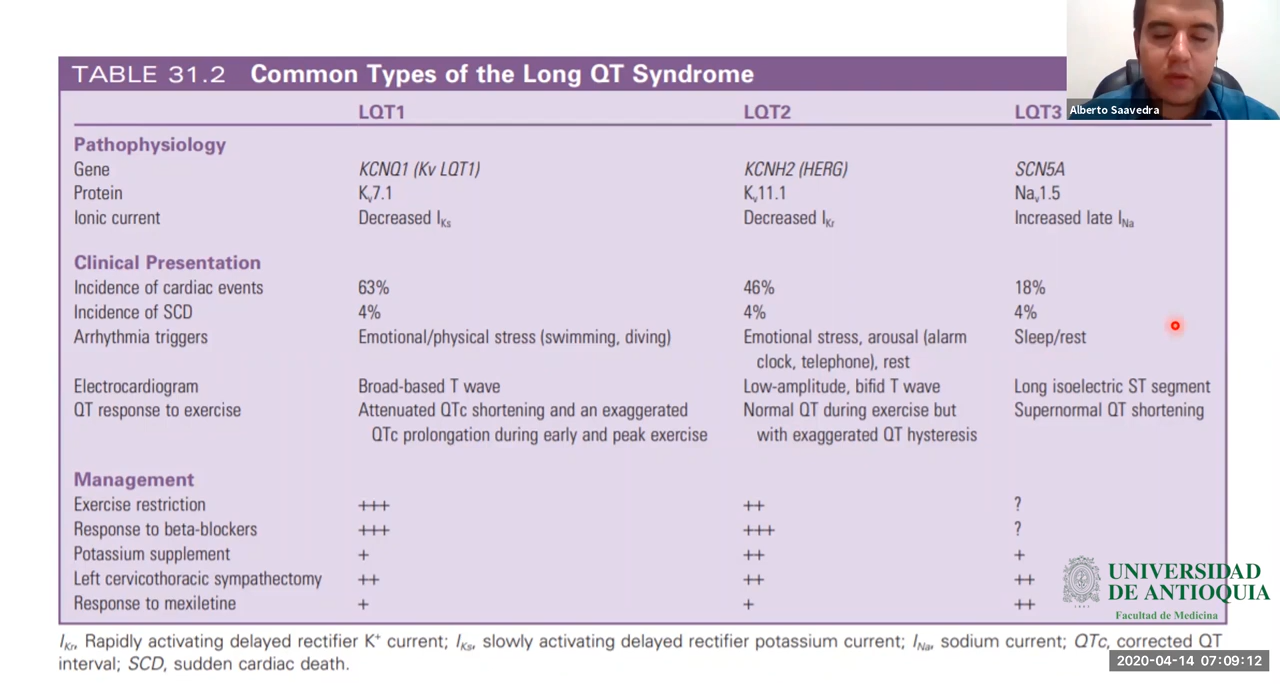 TABLE 31.2 Common Types of the Long QT Syndrome
Alberto Saavedra
LQT1 LQT2 LQT3
Pathophysiology
Gene KCNQ1 (Kv LQT1) KCNH2 (HERG) SCN5A
Protein Kv7.1 Kv11.1 Nav1.5
Ionic current Decreased IKs Decreased IKr Increased late INa
Clinical Presentation
Incidence of cardiac events 63% 46% 18%
Incidence of SCD 4% 4% 4%
Arrhythmia triggers Emotional/physical stress (swimming, diving) Emotional stress, arousal (alarm Sleep/rest
clock, telephone), rest
Electrocardiogram Broad-based T wave Low-amplitude, bifid T wave Long isoelectric ST segment
QT response to exercise Attenuated QTc shortening and an exaggerated Normal QT during exercise but Supernormal QT shortening
QTc prolongation during early and peak exercise with exaggerated QT hysteresis
Management
Exercise restriction +++ ++ ?
Response to beta-blockers +++ +++ ?
Potassium supplement + ++ +
Left cervicothoracic sympathectomy ++ ++ ++
Response to mexiletine + + ++
UNIVERSIDAD
DE ANTIOQUIA
Facultad de Medicina
IKr, Rapidly activating delayed rectifier K+ current; IKs, slowly activating delayed rectifier potassium current; INa, sodium current; QTc, corrected QT
interval; SCD, sudden cardiac death.
2020-04-14 07:09:12